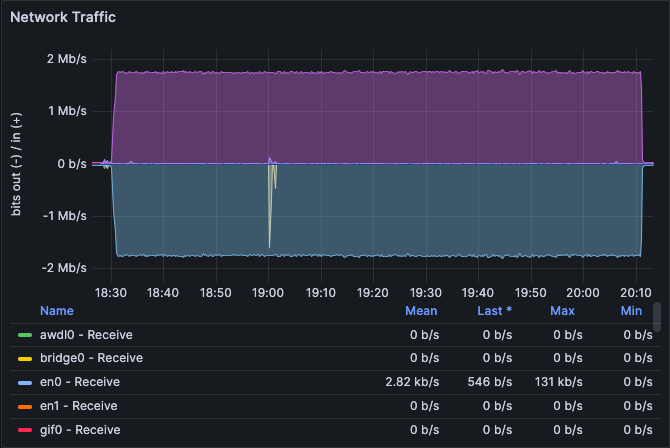 Network Traffic
bits out (-) / in (+)
2 Mb/s
1 Mb/s
0 b/s
-1 Mb/s
-2 Mb/s
18:30 18:40 18:50 19:00 19:10 19:20 19:30 19:40 19:50 20:00 20:10
Name Mean Last * Max Min
awdl0 - Receive 0 b/s 0 b/s 0 b/s 0 b/s
bridge0 - Receive 0 b/s 0 b/s 0 b/s 0 b/s
en0 - Receive 2.82 kb/s 546 b/s 131 kb/s 0 b/s
en1 - Receive 0 b/s 0 b/s 0 b/s 0 b/s
gif0 - Receive 0 b/s 0 b/s 0 b/s 0 b/s